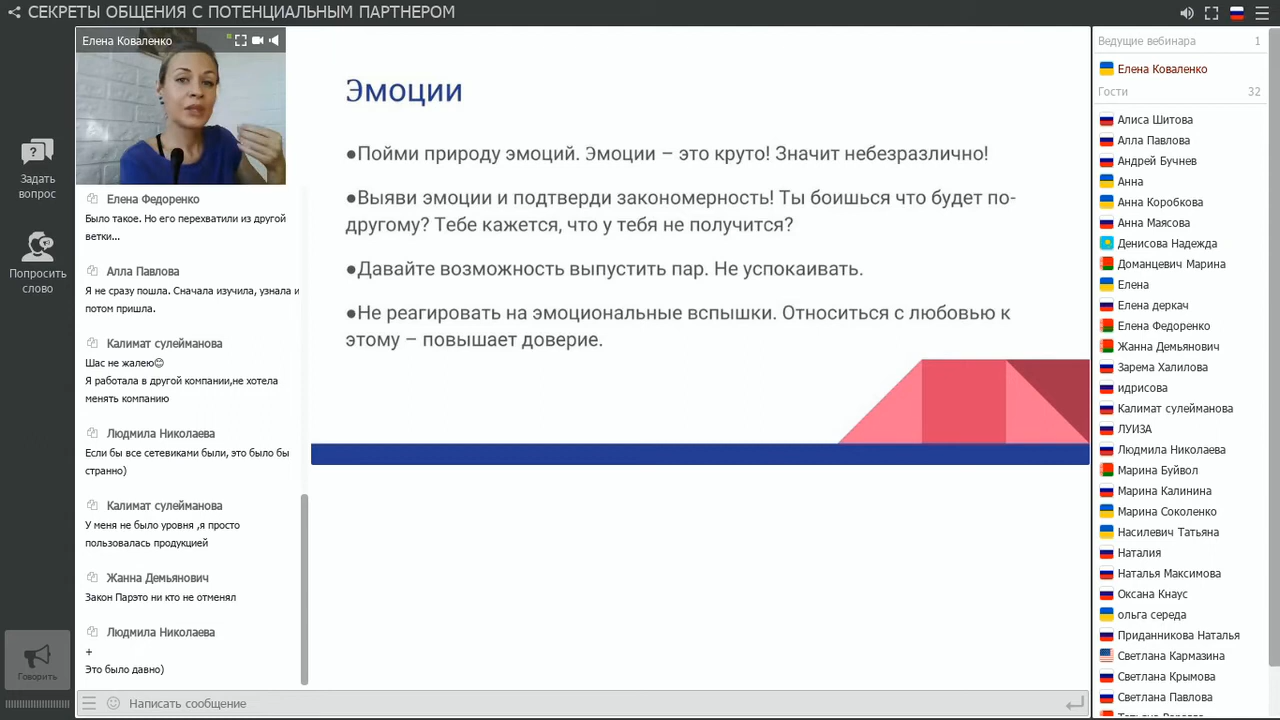 СЕКРЕТЫ ОБЩЕНИЯ С ПОТЕНЦИАЛЬНЫМ ПАРТНЕРОМ
Елена Коваленко
Задать
вопрос
Попросить
слово
Говорить
Елена Федоренко
Было такое. Но его перехватили из другой
ветки...
Алла Павлова
Я не сразу пошла. Сначала изучила, узнала и
потом пришла.
Калимат сулейманова
Шас не жалею😊
Я работала в другой компании,не хотела
менять компанию
Людмила Николаева
Если бы все сетевиками были, это было бы
странно)
Калимат сулейманова
У меня не было уровня ,я просто
пользовалась продукцией
Жанна Демьянович
Закон Парэто ни кто не отменял
Людмила Николаева
+
Это было давно)
Написать сообщение
Эмоции
●Пойми природу эмоций. Эмоции – это круто! Значит небезразлично!
●Выяви эмоции и подтверди закономерность! Ты боишься что будет по-
другому? Тебе кажется, что у тебя не получится?
●Давайте возможность выпустить пар. Не успокаивать.
●Не реагировать на эмоциональные вспышки. Относиться с любовью к
этому – повышает доверие.
Ведущие вебинара 1
Елена Коваленко
Гости 32
Алиса Шитова
Алла Павлова
Андрей Бучнев
Анна
Анна Коробкова
Анна Маясова
Денисова Надежда
Доманцевич Марина
Елена
Елена деркач
Елена Федоренко
Жанна Демьянович
Зарема Халилова
идрисова
Калимат сулейманова
ЛУИЗА
Людмила Николаева
Марина Буйвол
Марина Калинина
Марина Соколенко
Насилевич Татьяна
Наталия
Наталья Максимова
Оксана Кнаус
ольга середа
Приданникова Наталья
Светлана Кармазина
Светлана Крымова
Светлана Павлова